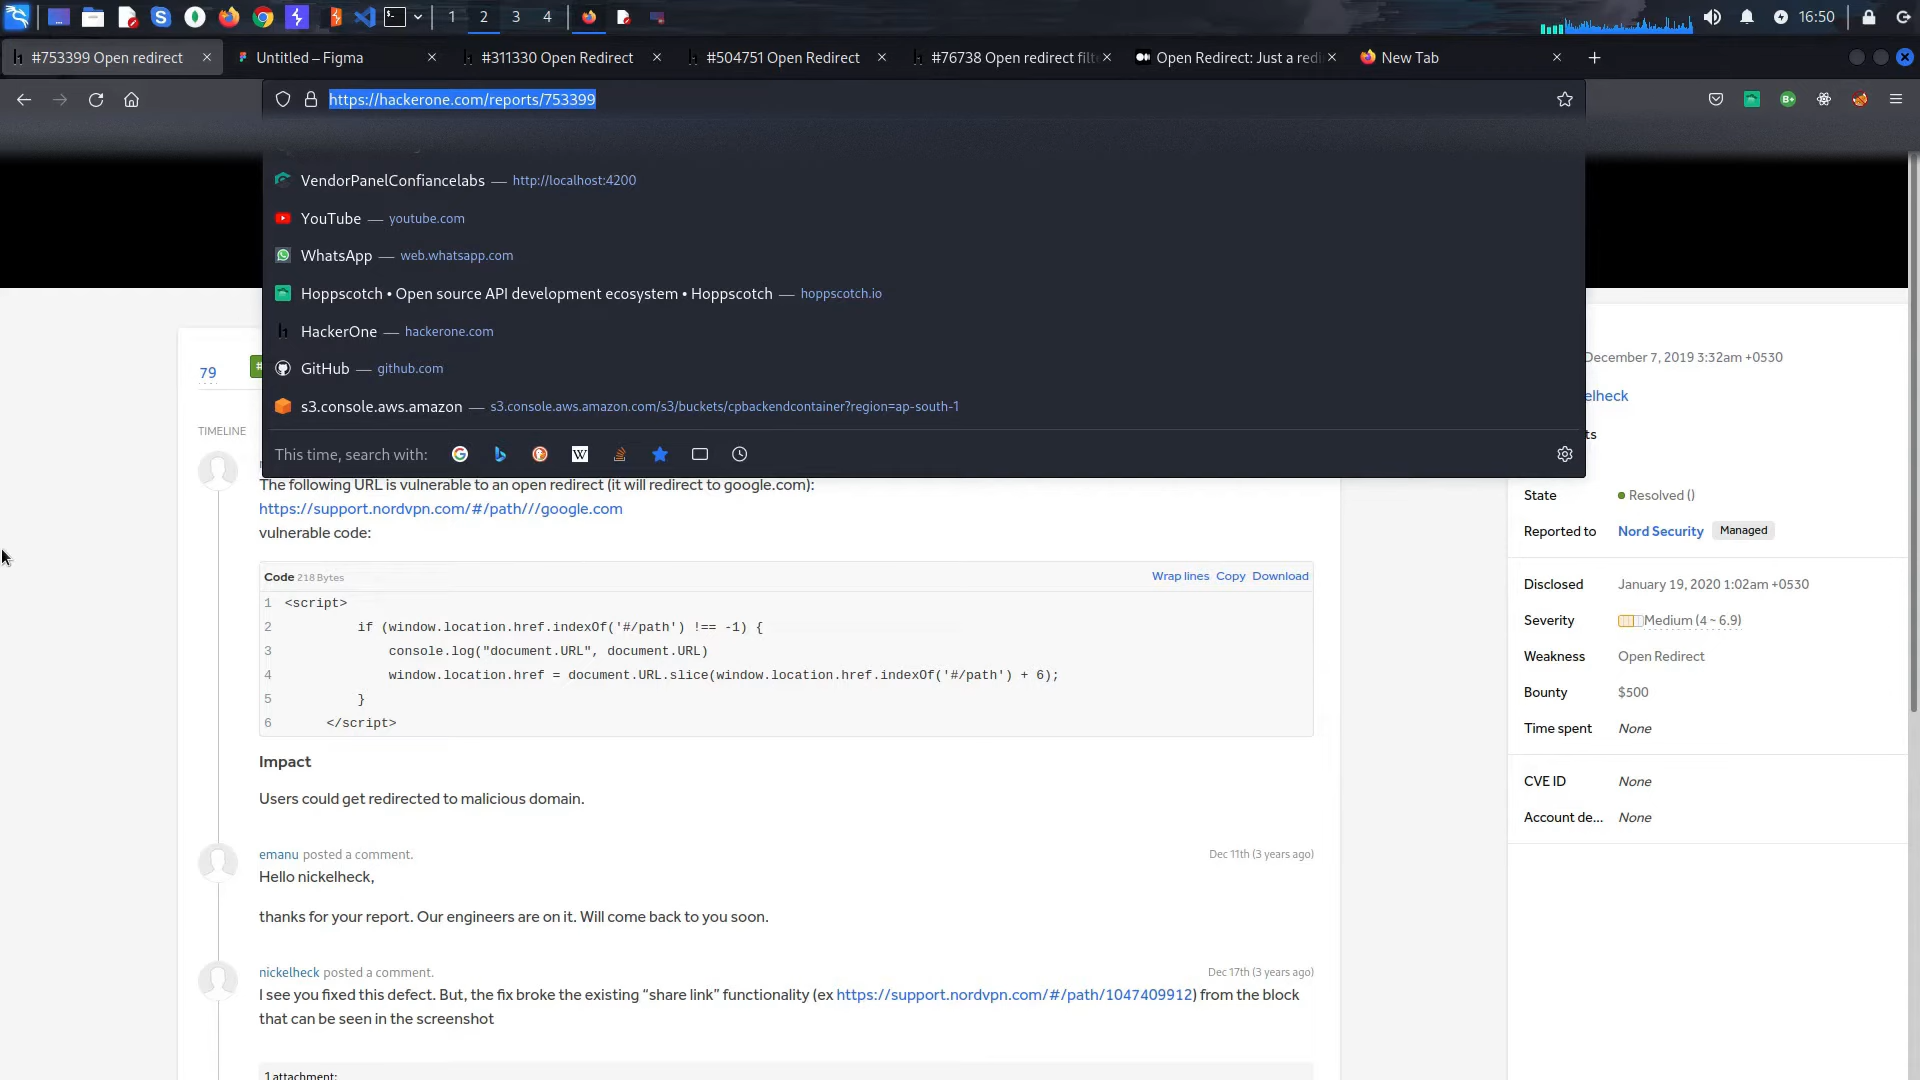 1 2 3 4 16:50
#753399 Open redirect
Untitled – Figma
#311330 Open Redirect
#504751 Open Redirect
#76738 Open redirect filt
Open Redirect: Just a redi
New Tab
https://hackerone.com/reports/753399
VendorPanelConfiancelabs — http://localhost:4200
YouTube — youtube.com
WhatsApp — web.whatsapp.com
Hoppscotch • Open source API development ecosystem • Hoppscotch — hoppscotch.io
HackerOne — hackerone.com
GitHub — github.com
s3.console.aws.amazon — s3.console.aws.amazon.com/s3/buckets/cpbackendcontainer?region=ap-south-1
This time, search with:
79
#
TIMELINE
The following URL is vulnerable to an open redirect (it will redirect to google.com):
https://support.nordvpn.com/#/path///google.com
vulnerable code:
Code 218 Bytes
Wrap lines Copy Download
1 <script>
2 if (window.location.href.indexOf('#/path') !== -1) {
3 console.log("document.URL", document.URL)
4 window.location.href = document.URL.slice(window.location.href.indexOf('#/path') + 6);
5 }
6 </script>
Impact
Users could get redirected to malicious domain.
emanu posted a comment.
Dec 11th (3 years ago)
Hello nickelheck,
thanks for your report. Our engineers are on it. Will come back to you soon.
nickelheck posted a comment.
Dec 17th (3 years ago)
I see you fixed this defect. But, the fix broke the existing “share link” functionality (ex https://support.nordvpn.com/#/path/1047409912) from the block
that can be seen in the screenshot
1 attachment:
December 7, 2019 3:32am +0530
elheck
ts
State Resolved ()
Reported to Nord Security Managed
Disclosed January 19, 2020 1:02am +0530
Severity Medium (4 ~ 6.9)
Weakness Open Redirect
Bounty $500
Time spent None
CVE ID None
Account de... None